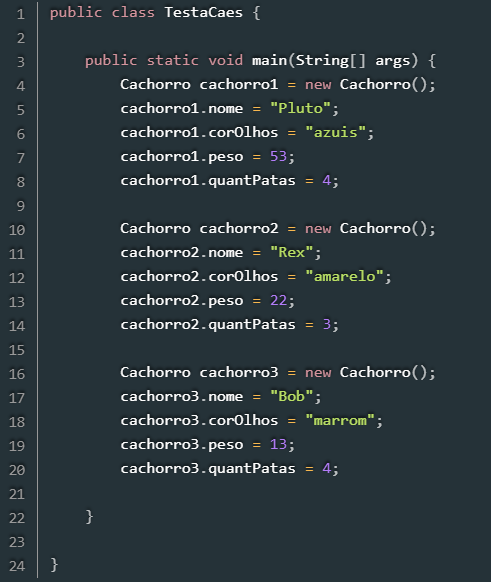 1 public class TestaCaes {
2
3     public static void main(String[] args) {
4         Cachorro cachorro1 = new Cachorro();
5         cachorro1.nome = "Pluto";
6         cachorro1.corOlhos = "azuis";
7         cachorro1.peso = 53;
8         cachorro1.quantPatas = 4;
9
10         Cachorro cachorro2 = new Cachorro();
11         cachorro2.nome = "Rex";
12         cachorro2.corOlhos = "amarelo";
13         cachorro2.peso = 22;
14         cachorro2.quantPatas = 3;
15
16         Cachorro cachorro3 = new Cachorro();
17         cachorro3.nome = "Bob";
18         cachorro3.corOlhos = "marrom";
19         cachorro3.peso = 13;
20         cachorro3.quantPatas = 4;
21
22     }
23
24 }